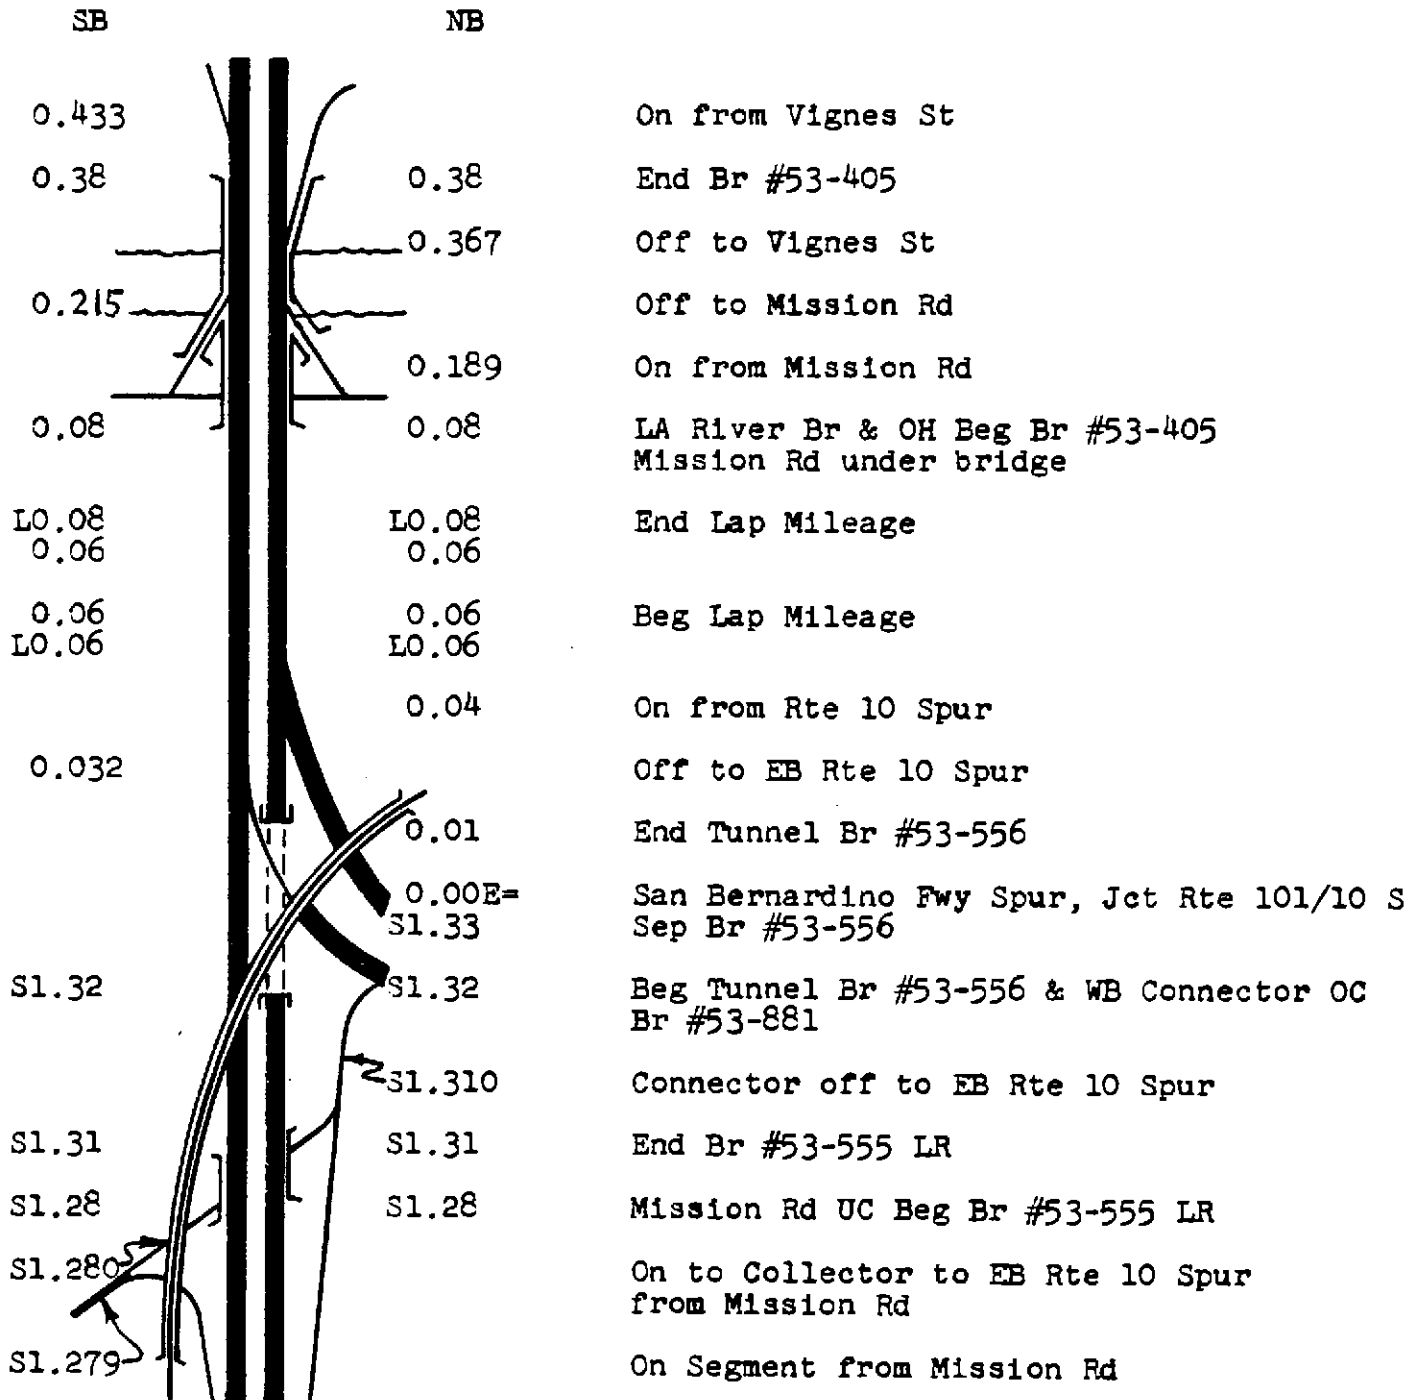 SB NB
0.433 On from Vignes St
0.38 0.38 End Br #53-405
0.367 Off to Vignes St
0.215 Off to Mission Rd
0.189 On from Mission Rd
0.08 0.08 LA River Br & OH Beg Br #53-405
Mission Rd under bridge
L0.08 L0.08 End Lap Mileage
0.06 0.06
0.06 0.06 Beg Lap Mileage
L0.06 L0.06
0.04 On from Rte 10 Spur
0.032 Off to EB Rte 10 Spur
0.01 End Tunnel Br #53-556
0.00E= San Bernardino Fwy Spur, Jct Rte 101/10 S
S1.33 Sep Br #53-556
S1.32 S1.32 Beg Tunnel Br #53-556 & WB Connector OC
Br #53-881
S1.310 Connector off to EB Rte 10 Spur
S1.31 S1.31 End Br #53-555 LR
S1.28 S1.28 Mission Rd UC Beg Br #53-555 LR
S1.280 On to Collector to EB Rte 10 Spur
from Mission Rd
S1.279 On Segment from Mission Rd